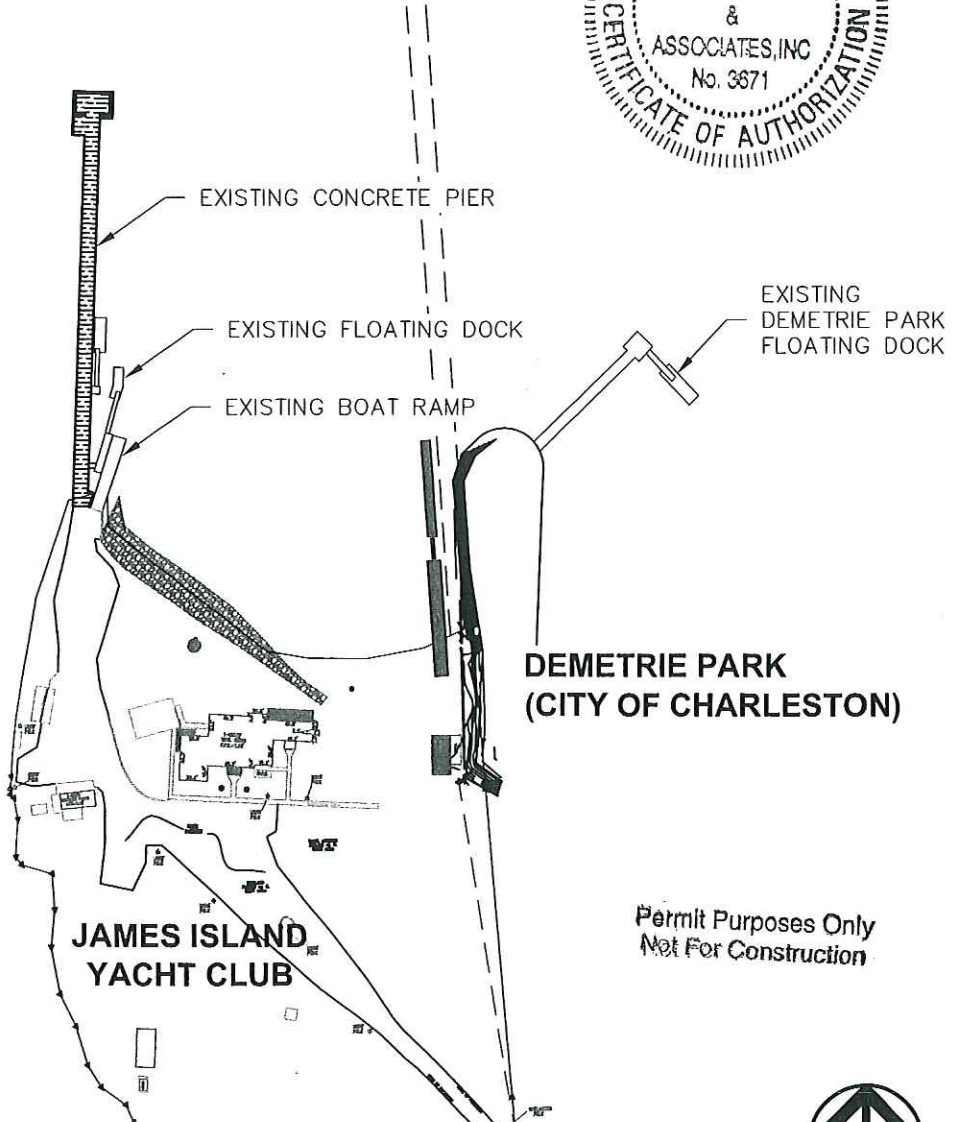 &
ASSOCIATES,INC
No. 3671
CERTIFICATE OF AUTHORIZATION
EXISTING CONCRETE PIER
EXISTING
DEMETRIE PARK
FLOATING DOCK
EXISTING FLOATING DOCK
EXISTING BOAT RAMP
DEMETRIE PARK
(CITY OF CHARLESTON)
JAMES ISLAND
YACHT CLUB
Permit Purposes Only
Not For Construction